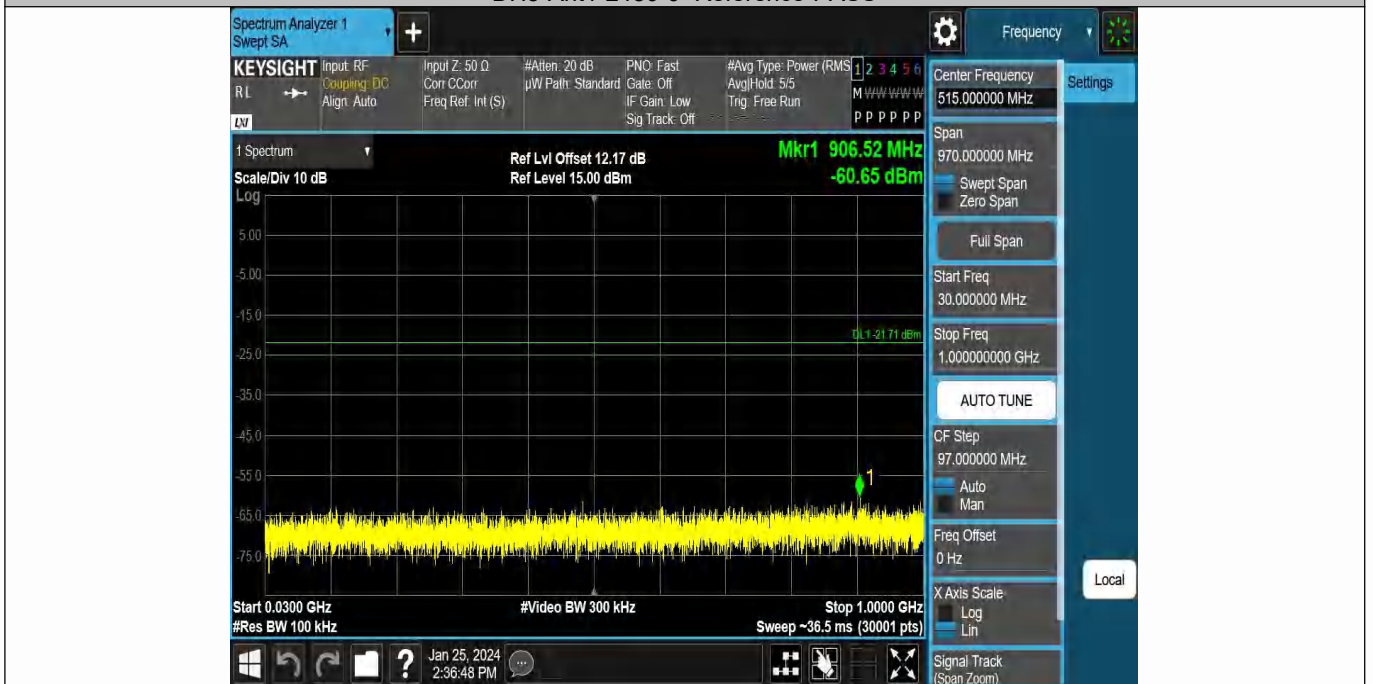 Spectrum Analyzer 1
Swept SA
+
Frequency
KEYSIGHT
RL
LXI
Input: RF
Coupling: DC
Align: Auto
Input Z: 50 Ω
Corr CCorr
Freq Ref: Int (S)
#Atten: 20 dB
µW Path: Standard
PNO: Fast
Gate: Off
IF Gain: Low
Sig Track: Off
#Avg Type: Power (RMS
Avg|Hold: 5/5
Trig: Free Run
1 2 3 4 5 6
M W W W W W
P P P P P P
1 Spectrum
Scale/Div 10 dB
Ref Lvl Offset 12.17 dB
Ref Level 15.00 dBm
Mkr1 906.52 MHz
-60.65 dBm
Log
5.00
-5.00
-15.0
DL1 -21.71 dBm
-25.0
-35.0
-45.0
-55.0
1
-65.0
-75.0
Start 0.0300 GHz
#Res BW 100 kHz
#Video BW 300 kHz
Stop 1.0000 GHz
Sweep ~36.5 ms (30001 pts)
Jan 25, 2024
2:36:48 PM
Center Frequency
515.000000 MHz
Settings
Span
970.000000 MHz
Swept Span
Zero Span
Full Span
Start Freq
30.000000 MHz
Stop Freq
1.000000000 GHz
AUTO TUNE
CF Step
97.000000 MHz
Auto
Man
Freq Offset
0 Hz
X Axis Scale
Log
Lin
Local
Signal Track
(Span Zoom)